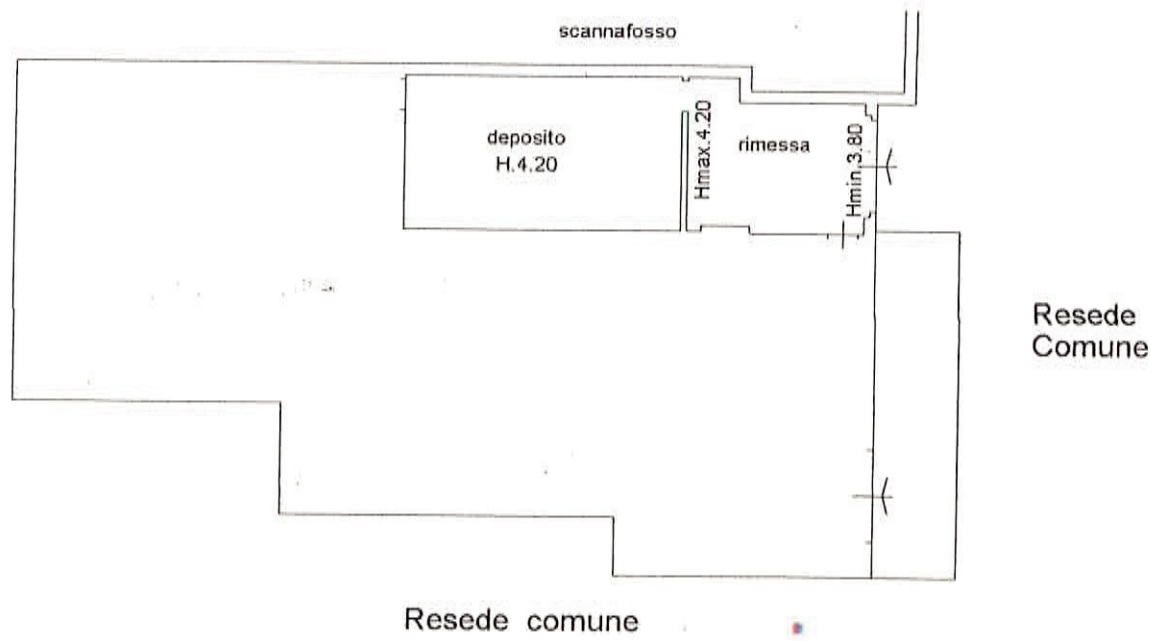 scannafosso
deposito
H.4.20
Hmax.4.20
rimessa
Hmin.3.80
Resede
Comune
Resede comune